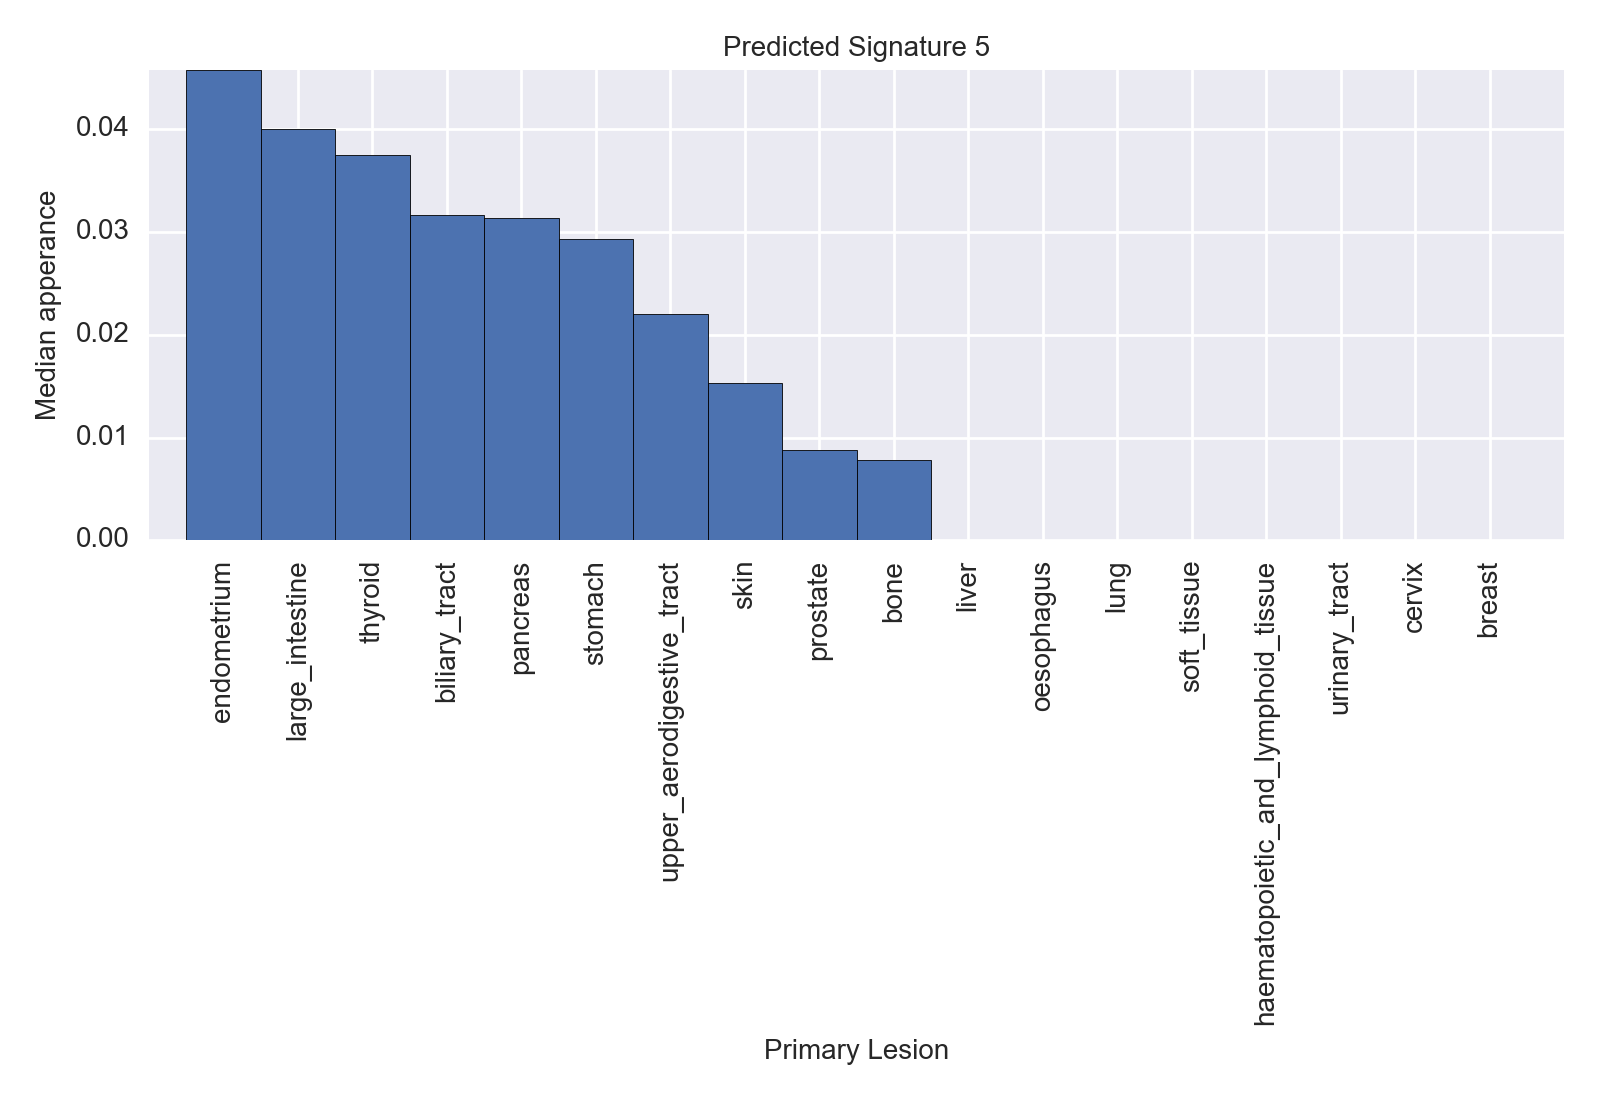 Predicted Signature 5
Median apperance
0.04
0.03
0.02
0.01
0.00
endometrium
large_intestine
thyroid
biliary_tract
pancreas
stomach
upper_aerodigestive_tract
skin
prostate
bone
liver
oesophagus
lung
soft_tissue
haematopoietic_and_lymphoid_tissue
urinary_tract
cervix
breast
Primary Lesion